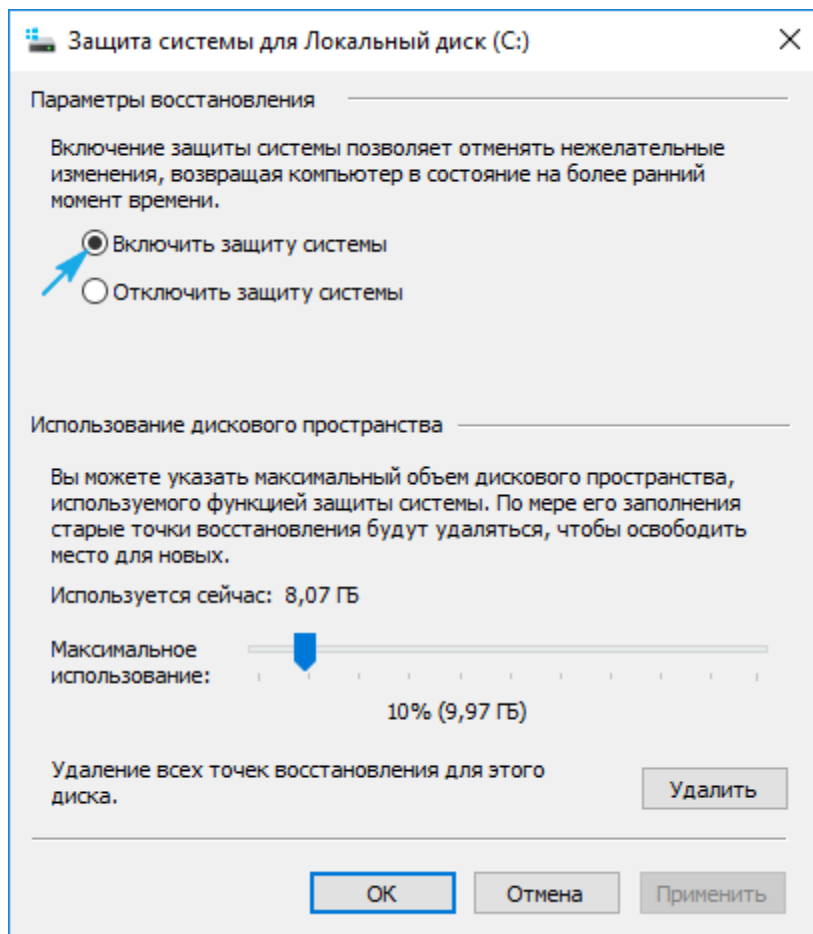 Защита системы для Локальный диск (C:)
Параметры восстановления
Включение защиты системы позволяет отменять нежелательные
изменения, возвращая компьютер в состояние на более ранний
момент времени.
Включить защиту системы
Отключить защиту системы
Использование дискового пространства
Вы можете указать максимальный объем дискового пространства,
используемого функцией защиты системы. По мере его заполнения
старые точки восстановления будут удаляться, чтобы освободить
место для новых.
Используется сейчас: 8,07 ГБ
Максимальное
использование:
10% (9,97 ГБ)
Удаление всех точек восстановления для этого
диска.
Удалить
ОК Отмена Применить